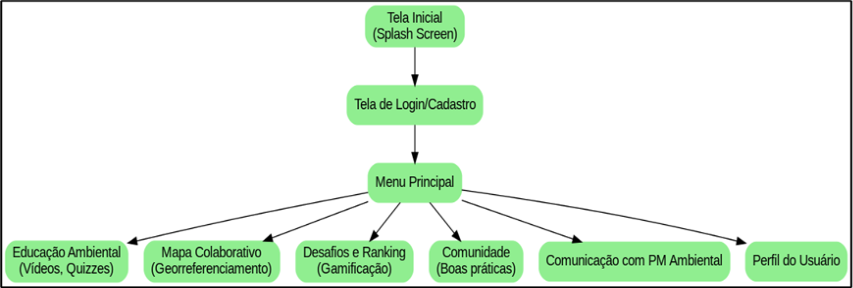 Tela Inicial
(Splash Screen)
Tela de Login/Cadastro
Menu Principal
Educação Ambiental
(Vídeos, Quizzes)
Mapa Colaborativo
(Georreferenciamento)
Desafios e Ranking
(Gamificação)
Comunidade
(Boas práticas)
Comunicação com PM Ambiental
Perfil do Usuário